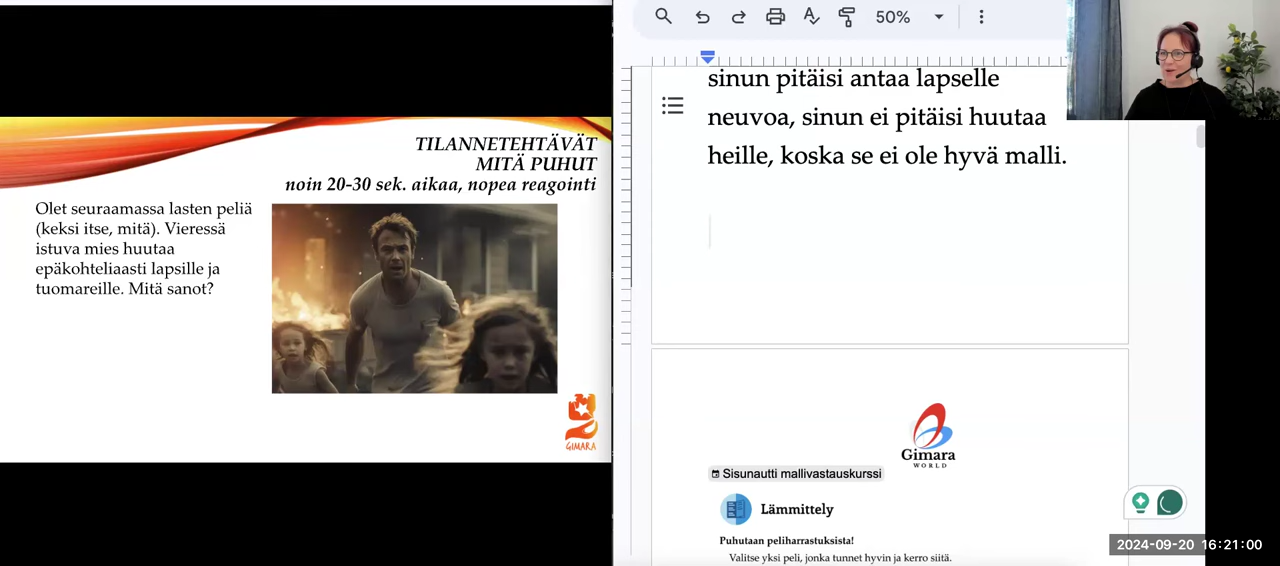 TILANNETEHTÄVÄT
MITÄ PUHUT
noin 20-30 sek. aikaa, nopea reagointi
Olet seuraamassa lasten peliä
(keksi itse, mitä). Vieressä
istuva mies huutaa
epäkohteliaasti lapsille ja
tuomareille. Mitä sanot?
GIMARA
50%
sinun pitäisi antaa lapselle
neuvoa, sinun ei pitäisi huutaa
heille, koska se ei ole hyvä malli.
Gimara
WORLD
Sisunautti mallivastauskurssi
Lämmittely
Puhutaan peliharrastuksista!
Valitse yksi peli, jonka tunnet hyvin ja kerro siitä.
2024-09-20 16:21:00